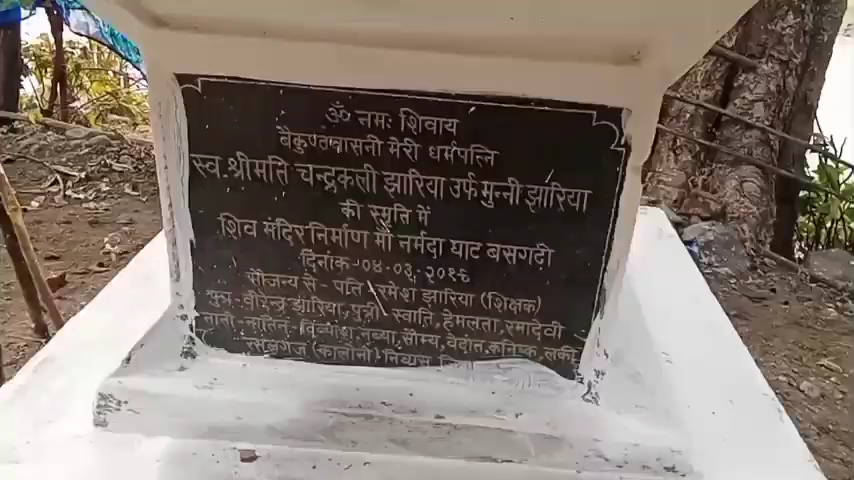 ॐ नमः शिवाय
बैकुण्ठवासनी मेरी धर्मपत्नि
स्व.श्रीमति चन्द्रकली झारिया उर्फ मुन्नी झारिया
की स्मृति में
शिव मंदिर निर्माण माँ नर्मदा घाट बसगढ़ी
दिनांक-०४-०३,२०१९
सौजन्य से - पति रमेश झारिया (शिक्षक)
पुत्र-वीरेन्द्र झारिया,पुत्री स्वाति,हेमलता,रमादेवी
नाती-नातिन, दिव्यांश, सौम्य, वेदांत,कनिष्क,लकी
(कालोनी) निवास